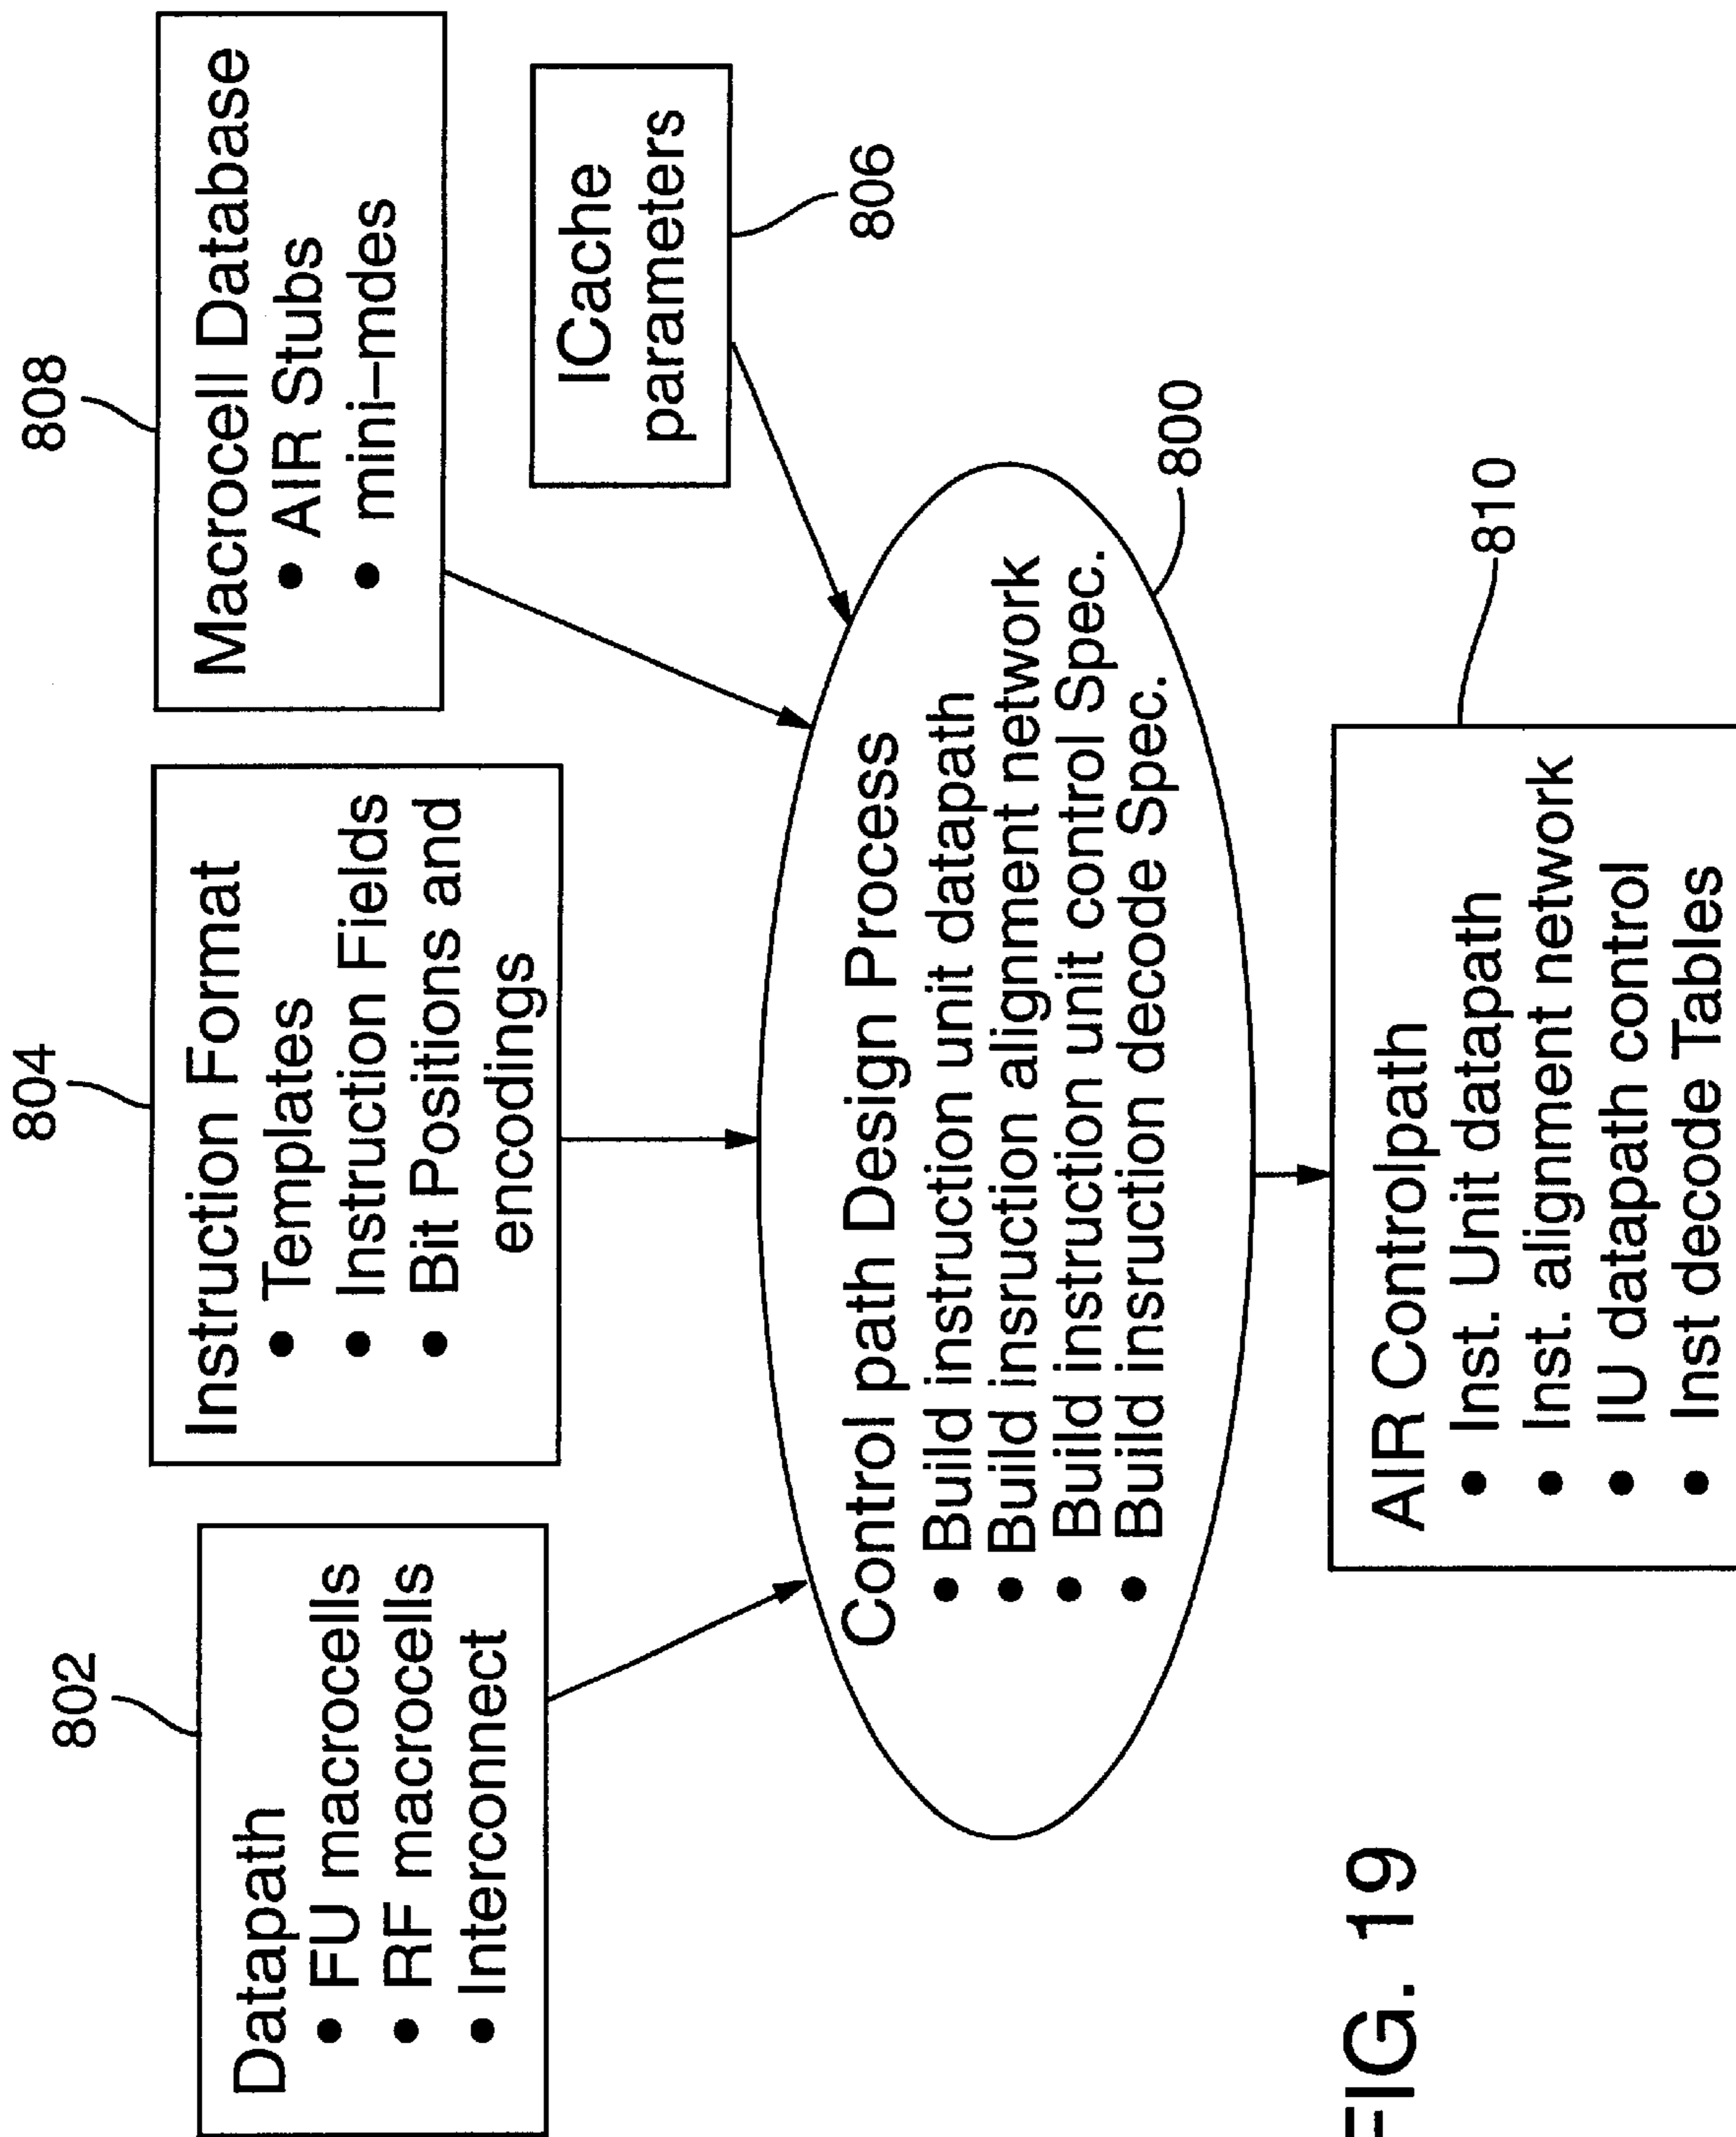 802
Datapath
• FU macrocells
• RF macrocells
• Interconnect
804
Instruction Format
• Templates
• Instruction Fields
• Bit Positions and
encodings
808
Macrocell Database
• AIR Stubs
• mini–mdes
ICache
parameters
806
Control path Design Process
• Build instruction unit datapath
• Build insruction alignment network
• Build instruction unit control Spec.
• Build insruction decode Spec.
800
AIR Controlpath
• Inst. Unit datapath
• Inst. alignment network
• IU datapath control
• Inst decode Tables
810
FIG. 19